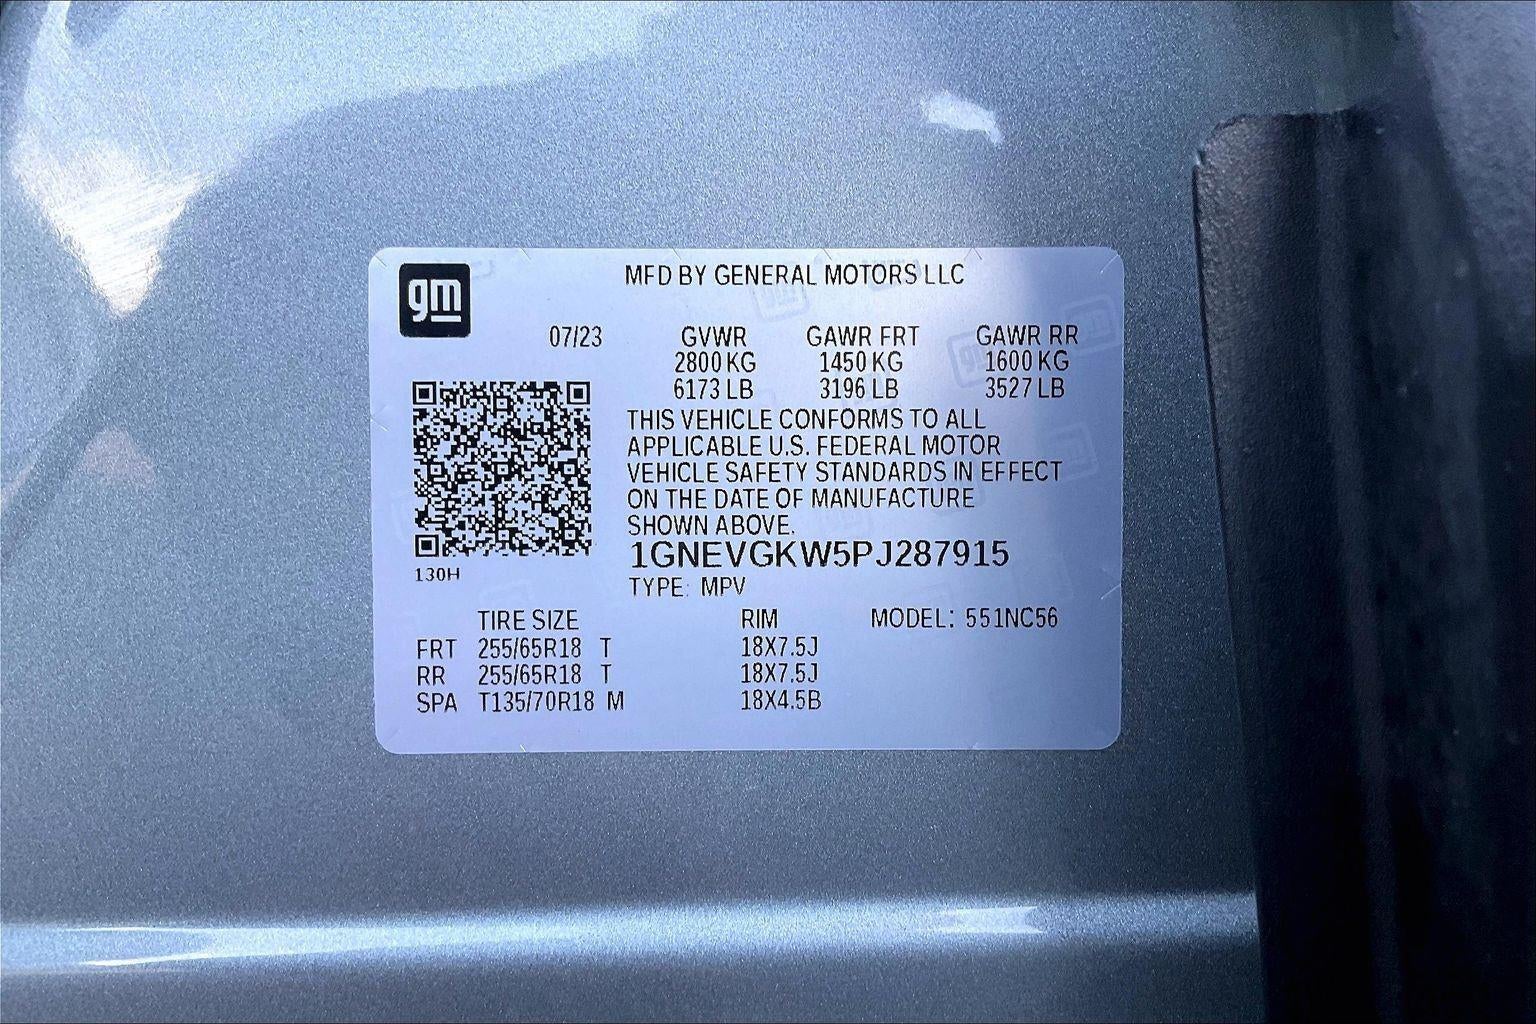 gm
MFD BY GENERAL MOTORS LLC
07/23 GVWR GAWR FRT GAWR RR
2800 KG 1450 KG 1600 KG
6173 LB 3196 LB 3527 LB
THIS VEHICLE CONFORMS TO ALL
APPLICABLE U.S. FEDERAL MOTOR
VEHICLE SAFETY STANDARDS IN EFFECT
ON THE DATE OF MANUFACTURE
SHOWN ABOVE.
1GNEVGKW5PJ287915
130H
TYPE: MPV
TIRE SIZE RIM MODEL: 551NC56
FRT 255/65R18 T 18X7.5J
RR 255/65R18 T 18X7.5J
SPA T135/70R18 M 18X4.5B